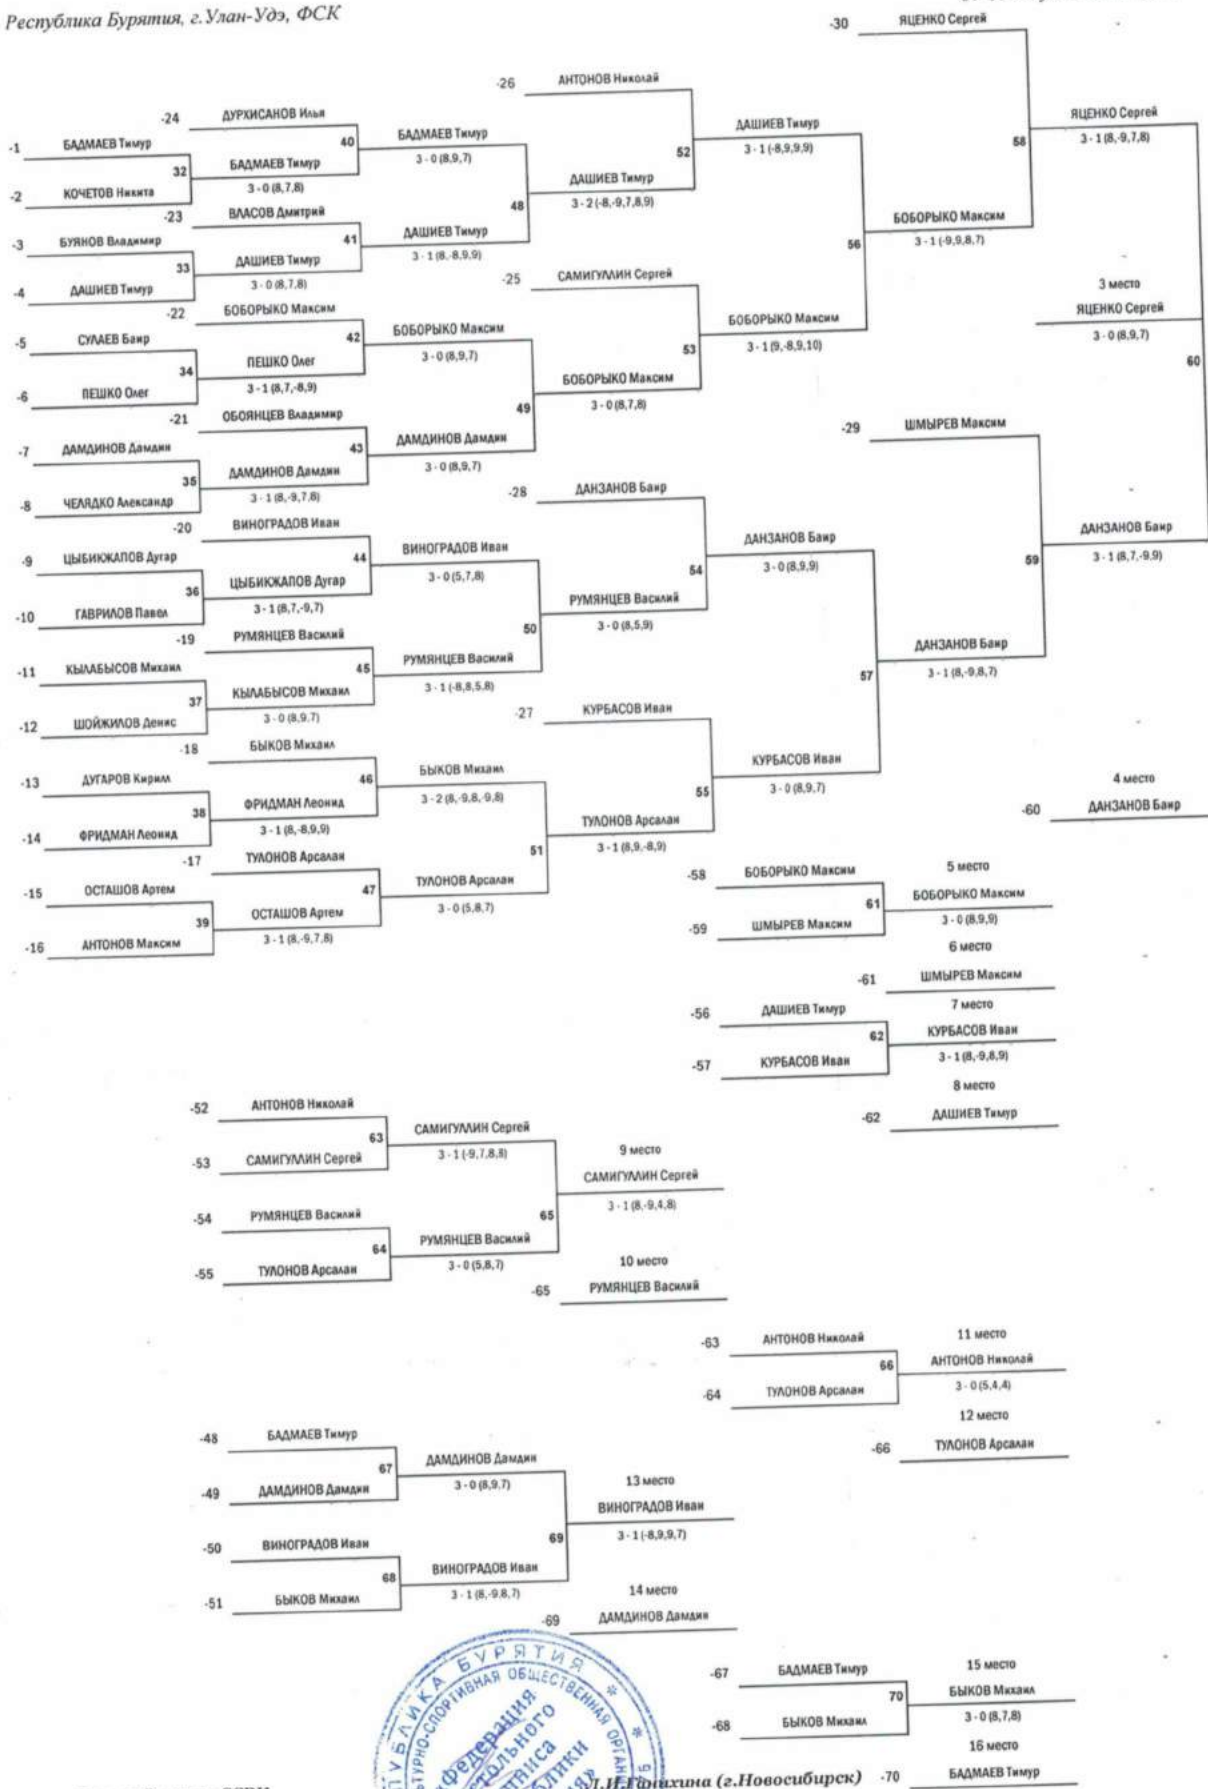 Республика Бурятия, г.Улан-Удэ, ФСК
-30 ЯЦЕНКО Сергей
-26 АНТОНОВ Николай
-24 ДУРХИСАНОВ Илья
ЯЦЕНКО Сергей
58
3 - 1 (8,-9,7,8)
ДАШИЕВ Тимур
52
3 - 1 (-8,9,9,9)
БАДМАЕВ Тимур
40
3 - 0 (8,9,7)
-1 БАДМАЕВ Тимур
32
БАДМАЕВ Тимур
3 - 0 (8,7,8)
-2 КОЧЕТОВ Никита
ДАШИЕВ Тимур
48
3 - 2 (-8,-9,7,8,9)
-23 ВЛАСОВ Дмитрий
БОБОРЫКО Максим
56
3 - 1 (-9,9,8,7)
-3 БУЯНОВ Владимир
41
ДАШИЕВ Тимур
3 - 1 (8,-8,9,9)
33
ДАШИЕВ Тимур
3 - 0 (8,7,8)
-4 ДАШИЕВ Тимур
-25 САМИГУЛЛИН Сергей
3 место
ЯЦЕНКО Сергей
3 - 0 (8,9,7)
60
-22 БОБОРЫКО Максим
-5 СУЛАЕВ Баир
42
БОБОРЫКО Максим
3 - 0 (8,9,7)
53
БОБОРЫКО Максим
3 - 1 (9,-8,9,10)
34
ПЕШКО Олег
3 - 1 (8,7,-8,9)
-6 ПЕШКО Олег
49
БОБОРЫКО Максим
3 - 0 (8,7,8)
-21 ОБОЯНЦЕВ Владимир
-29 ШМЫРЕВ Максим
-7 ДАМДИНОВ Дамдин
43
ДАМДИНОВ Дамдин
3 - 0 (8,9,7)
35
ДАМДИНОВ Дамдин
3 - 1 (8,-9,7,8)
-8 ЧЕЛЯДКО Александр
-28 ДАНЗАНОВ Баир
-20 ВИНОГРАДОВ Иван
ДАНЗАНОВ Баир
59
3 - 1 (8,7,-9,9)
-9 ЦЫБИКЖАПОВ Дугар
44
ВИНОГРАДОВ Иван
3 - 0 (5,7,8)
54
ДАНЗАНОВ Баир
3 - 0 (8,9,9)
36
ЦЫБИКЖАПОВ Дугар
3 - 1 (8,7,-9,7)
-10 ГАВРИЛОВ Павел
50
РУМЯНЦЕВ Василий
3 - 0 (8,5,9)
-19 РУМЯНЦЕВ Василий
-11 КЫЛАБЫСОВ Михаил
45
РУМЯНЦЕВ Василий
3 - 1 (-8,8,5,8)
57
ДАНЗАНОВ Баир
3 - 1 (8,-9,8,7)
37
КЫЛАБЫСОВ Михаил
3 - 0 (8,9,7)
-12 ШОЙЖИЛОВ Денис
-27 КУРБАСОВ Иван
-18 БЫКОВ Михаил
-13 ДУГАРОВ Кирилл
46
БЫКОВ Михаил
3 - 2 (8,-9,8,-9,8)
55
КУРБАСОВ Иван
3 - 0 (8,9,7)
4 место
-60 ДАНЗАНОВ Баир
38
ФРИДМАН Леонид
3 - 1 (8,-8,9,9)
-14 ФРИДМАН Леонид
51
ТУЛОНОВ Арсалан
3 - 1 (8,9,-8,9)
-17 ТУЛОНОВ Арсалан
-15 ОСТАШОВ Артем
47
ТУЛОНОВ Арсалан
3 - 0 (5,8,7)
39
ОСТАШОВ Артем
3 - 1 (8,-9,7,8)
-16 АНТОНОВ Максим
-58 БОБОРЫКО Максим
5 место
61
БОБОРЫКО Максим
3 - 0 (8,9,9)
-59 ШМЫРЕВ Максим
6 место
-61 ШМЫРЕВ Максим
7 место
-56 ДАШИЕВ Тимур
62
КУРБАСОВ Иван
3 - 1 (8,-9,8,9)
-57 КУРБАСОВ Иван
8 место
-62 ДАШИЕВ Тимур
-52 АНТОНОВ Николай
63
САМИГУЛЛИН Сергей
3 - 1 (-9,7,8,8)
-53 САМИГУЛЛИН Сергей
9 место
САМИГУЛЛИН Сергей
65
3 - 1 (8,-9,4,8)
-54 РУМЯНЦЕВ Василий
64
РУМЯНЦЕВ Василий
3 - 0 (5,8,7)
-55 ТУЛОНОВ Арсалан
10 место
-65 РУМЯНЦЕВ Василий
-63 АНТОНОВ Николай
11 место
66
АНТОНОВ Николай
3 - 0 (5,4,4)
-64 ТУЛОНОВ Арсалан
12 место
-66 ТУЛОНОВ Арсалан
-48 БАДМАЕВ Тимур
67
ДАМДИНОВ Дамдин
3 - 0 (8,9,7)
-49 ДАМДИНОВ Дамдин
13 место
ВИНОГРАДОВ Иван
69
3 - 1 (-8,9,9,7)
-50 ВИНОГРАДОВ Иван
68
ВИНОГРАДОВ Иван
3 - 1 (8,-9,8,7)
-51 БЫКОВ Михаил
14 место
-69 ДАМДИНОВ Дамдин
-67 БАДМАЕВ Тимур
15 место
70
БЫКОВ Михаил
3 - 0 (8,7,8)
-68 БЫКОВ Михаил
16 место
-70 БАДМАЕВ Тимур
БУРЯТИЯ
СПОРТИВНАЯ ОБЩЕСТВЕННАЯ
Федерация
(г.Новосибирск)